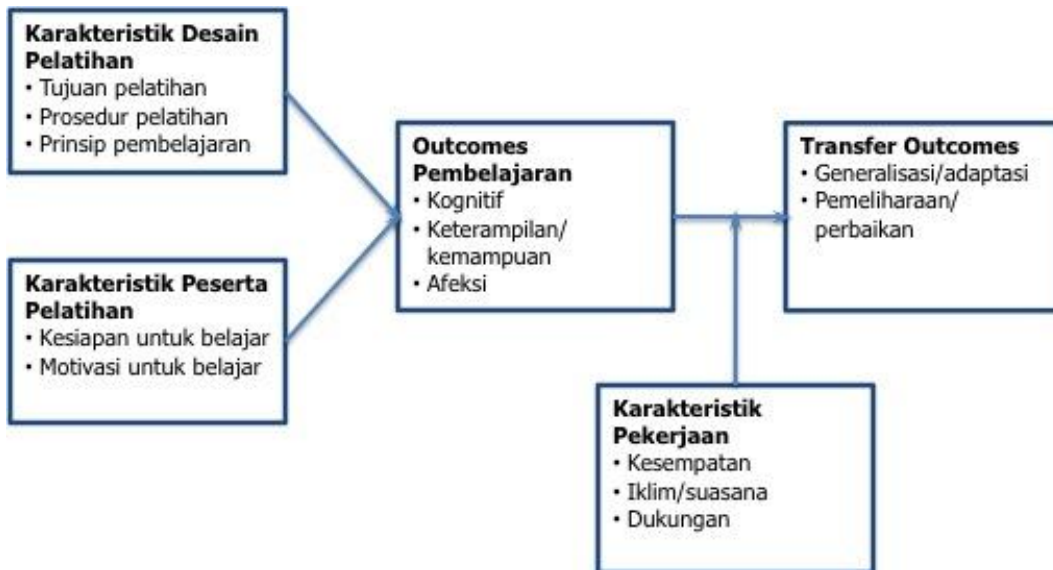 Karakteristik Desain
Pelatihan
• Tujuan pelatihan
• Prosedur pelatihan
• Prinsip pembelajaran
Karakteristik Peserta
Pelatihan
• Kesiapan untuk belajar
• Motivasi untuk belajar
Outcomes
Pembelajaran
• Kognitif
• Keterampilan/
kemampuan
• Afeksi
Transfer Outcomes
• Generalisasi/adaptasi
• Pemeliharaan/
perbaikan
Karakteristik
Pekerjaan
• Kesempatan
• Iklim/suasana
• Dukungan